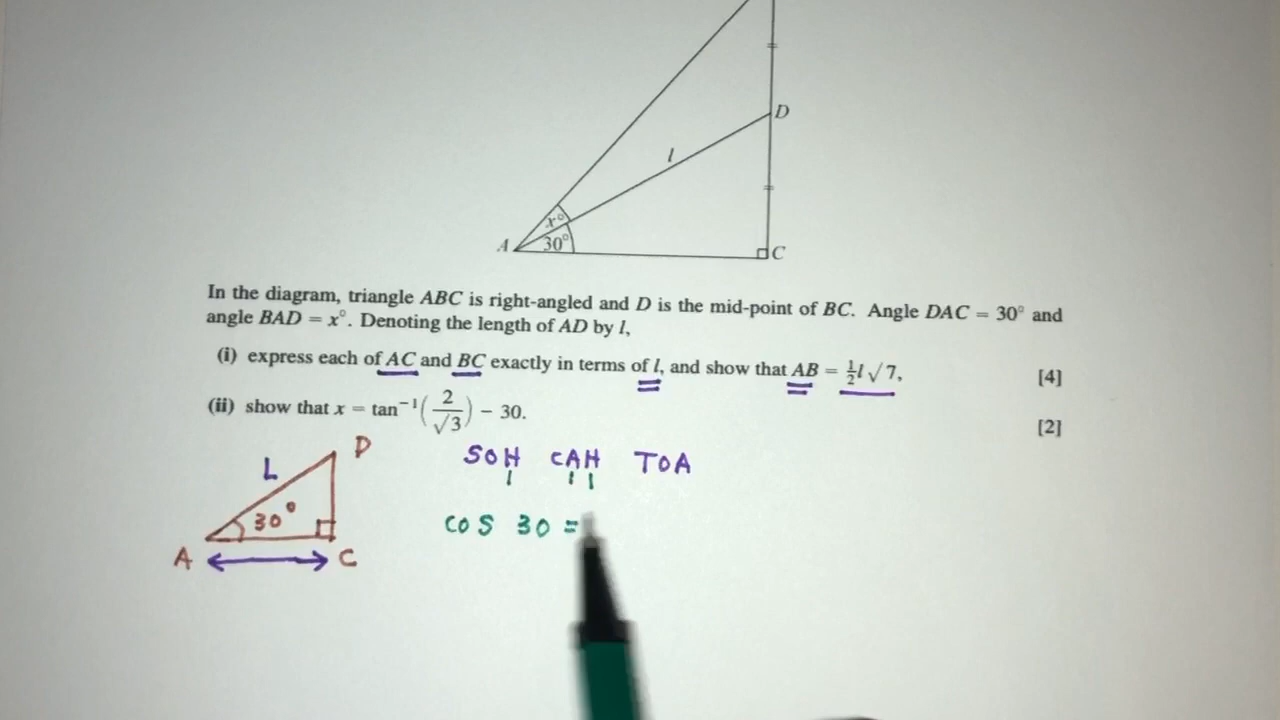 D
l
x°
A 30° C
In the diagram, triangle ABC is right-angled and D is the mid-point of BC. Angle DAC = 30° and
angle BAD = x°. Denoting the length of AD by l,
(i) express each of AC and BC exactly in terms of l, and show that AB = ½l√7, [4]
(ii) show that x = tan⁻¹(2/√3) − 30. [2]
D
L
SOH CAH TOA
30°
cos 30 =
A C